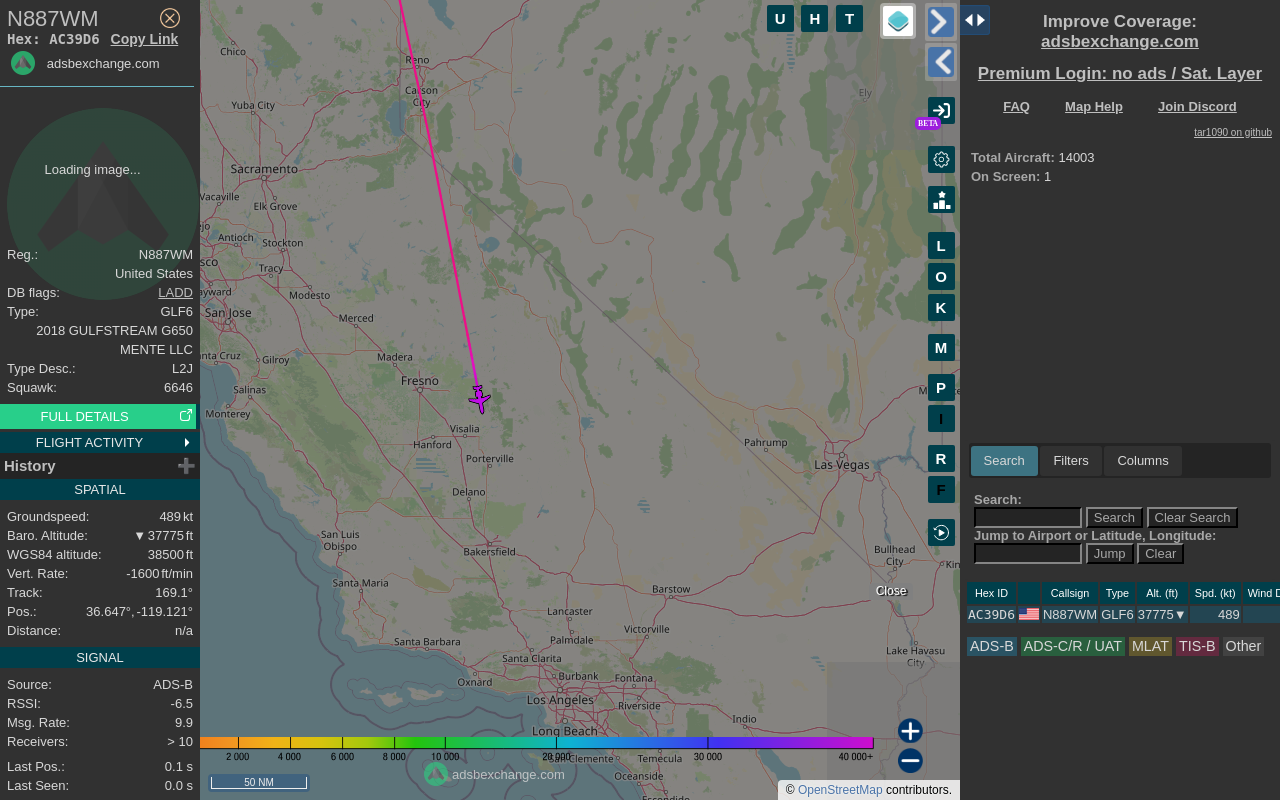 N887WM
Hex: AC39D6 Copy Link
adsbexchange.com
Loading image...
Reg.: N887WM
United States
DB flags: LADD
Type: GLF6
2018 GULFSTREAM G650
MENTE LLC
Type Desc.: L2J
Squawk: 6646
FULL DETAILS
FLIGHT ACTIVITY
History
SPATIAL
Groundspeed: 489 kt
Baro. Altitude: ▼ 37775 ft
WGS84 altitude: 38500 ft
Vert. Rate: -1600 ft/min
Track: 169.1°
Pos.: 36.647°, -119.121°
Distance: n/a
SIGNAL
Source: ADS-B
RSSI: -6.5
Msg. Rate: 9.9
Receivers: > 10
Last Pos.: 0.1 s
Last Seen: 0.0 s
U H T
BETA
L
O
K
M
P
I
R
F
Chico
Reno
Carson
City
Ely
Yuba City
Sacramento
Vacaville
Elk Grove
Antioch
Stockton
Tracy
Modesto
San Jose
Merced
Gilroy
Madera
Salinas
Fresno
Monterey
Visalia
Hanford
Porterville
Pahrump
Las Vegas
Delano
San Luis
Obispo
Bakersfield
Bullhead
City
Santa Maria
Barstow
Close
Lancaster
Victorville
Palmdale
Santa Barbara
Santa Clarita
Lake Havasu
City
Oxnard
Burbank
Fontana
Los Angeles
Riverside
Long Beach
Indio
San Clemente
Temecula
Oceanside
Escondido
2 000 4 000 6 000 8 000 10 000 20 000 30 000 40 000+
50 NM
adsbexchange.com
© OpenStreetMap contributors.
Improve Coverage:
adsbexchange.com
Premium Login: no ads / Sat. Layer
FAQ Map Help Join Discord
tar1090 on github
Total Aircraft: 14003
On Screen: 1
Search Filters Columns
Search:
Search Clear Search
Jump to Airport or Latitude, Longitude:
Jump Clear
Hex ID Callsign Type Alt. (ft) Spd. (kt) Wind D
AC39D6 N887WM GLF6 37775▼ 489
ADS-B ADS-C/R / UAT MLAT TIS-B Other